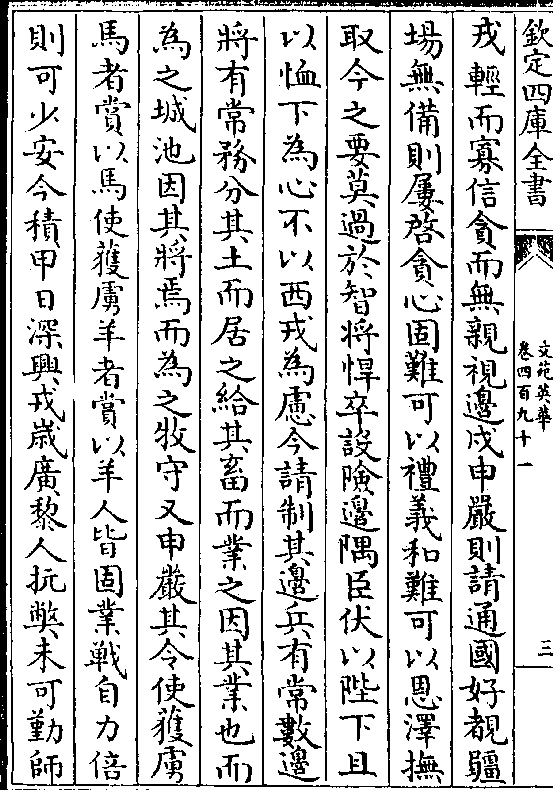 欽定四庫全書
文苑英華
卷四百九十一
三
戎輕而寡信貪而無親視邊戍申嚴則請通國好覩疆
場無備則屢啓貪心固難可以禮義和難可以恩澤撫
取今之要莫過於智將悍卒設險邊隅臣伏以陛下且
以恤下為心不以西戎為慮今請制其邊兵有常數邊
將有常務分其土而居之給其畜而業之因其業也而
為之城池因其將焉而為之牧守又申嚴其令使獲虜
馬者賞以馬使獲虜羊者賞以羊人皆固業戰自力倍
則可少安今積甲日深興戎歲廣黎人抏獘未可勤師